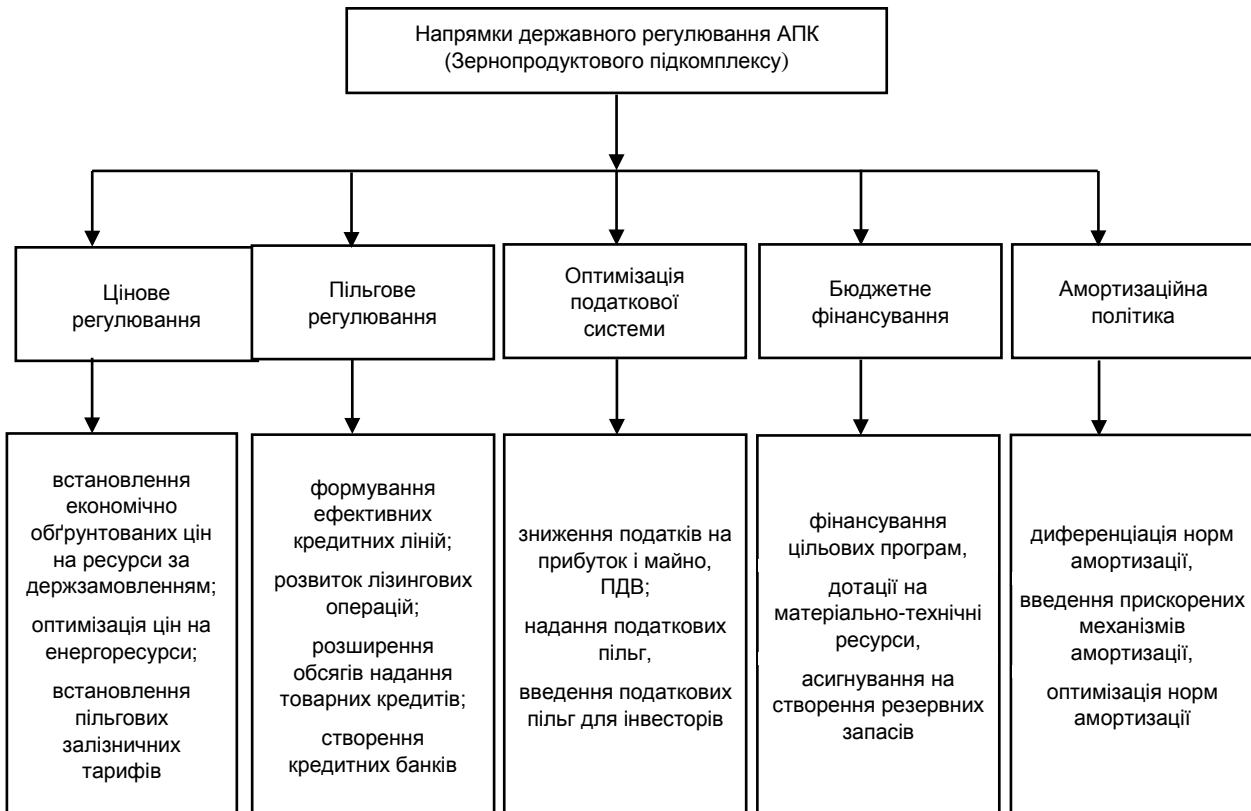 Напрямки державного регулювання АПК
(Зернопродуктового підкомплексу)
Цінове
регулювання
Пільгове
регулювання
Оптимізація
податкової
системи
Бюджетне
фінансування
Амортизаційна
політика
встановлення
економічно
обґрунтованих цін
на ресурси за
держзамовленням;
оптимізація цін на
енергоресурси;
встановлення
пільгових
залізничних
тарифів
формування
ефективних
кредитних ліній;
розвиток лізингових
операцій;
розширення
обсягів надання
товарних кредитів;
створення
кредитних банків
зниження податків на
прибуток і майно,
ПДВ;
надання податкових
пільг,
введення податкових
пільг для інвесторів
фінансування
цільових програм,
дотації на
матеріально-технічні
ресурси,
асигнування на
створення резервних
запасів
диференціація норм
амортизації,
введення прискорених
механізмів
амортизації,
оптимізація норм
амортизації